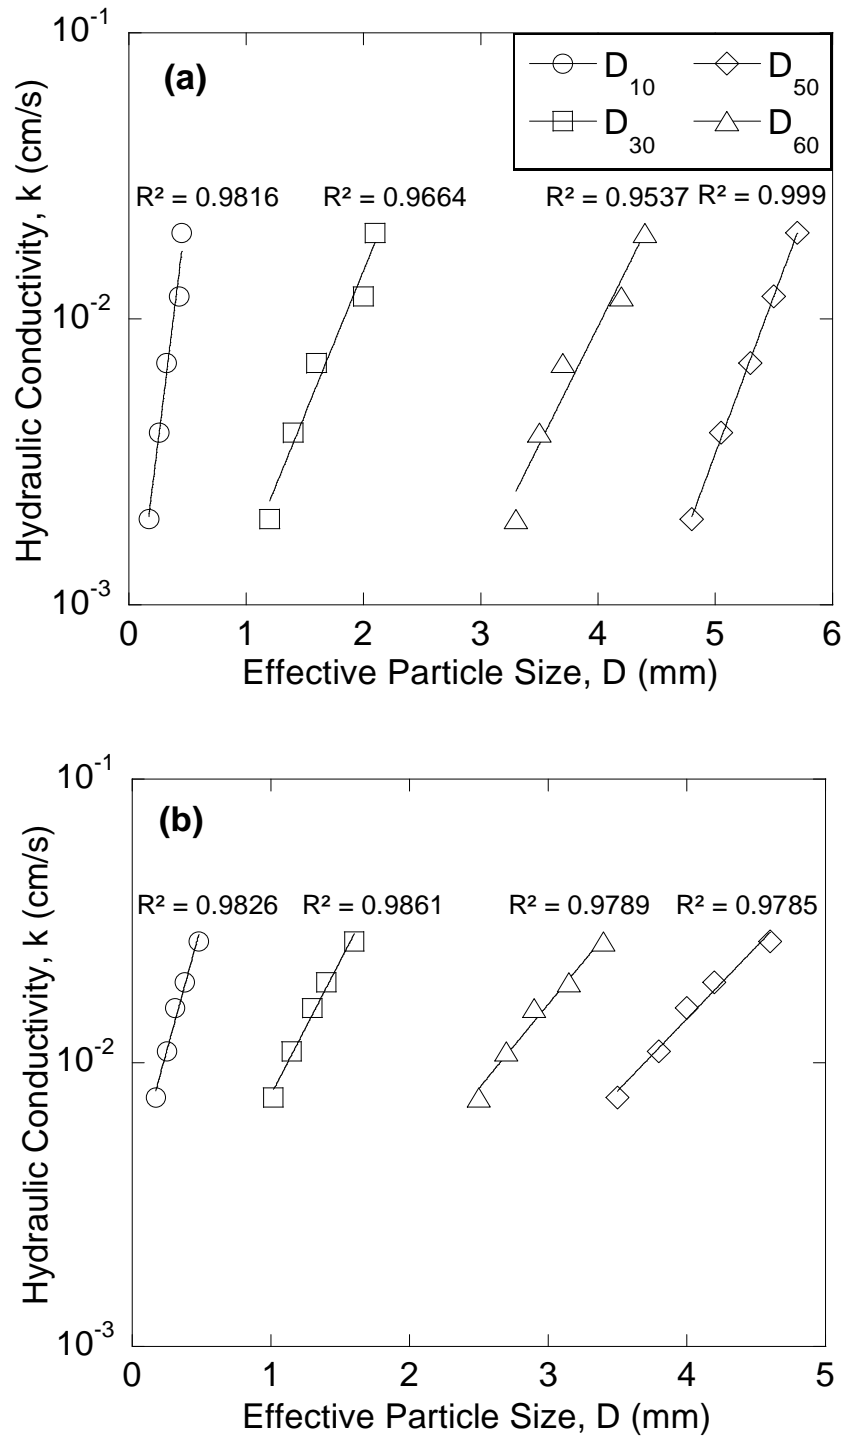 (a)
D10 D50
D30 D60
R² = 0.9816 R² = 0.9664 R² = 0.9537 R² = 0.999
Hydraulic Conductivity, k (cm/s)
10-1
10-2
10-3
0 1 2 3 4 5 6
Effective Particle Size, D (mm)
(b)
R² = 0.9826 R² = 0.9861 R² = 0.9789 R² = 0.9785
Hydraulic Conductivity, k (cm/s)
10-1
10-2
10-3
0 1 2 3 4 5
Effective Particle Size, D (mm)